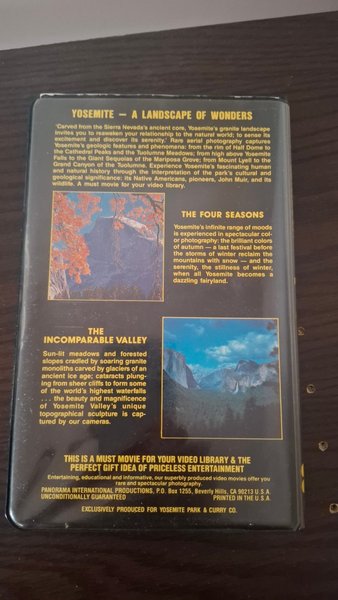 YOSEMITE — A LANDSCAPE OF WONDERS
'Carved from the Sierra Nevada's ancient core, Yosemite's granite landscape
invites you to reawaken your relationship to the natural world; to sense its
excitement and discover its serenity.' Rare aerial photography captures
Yosemite's geologic features and phenomena: from the rim of Half Dome to
the Cathedral Peaks and the Tuolumne Meadows; from high above Yosemite
Falls to the Giant Sequoias of the Mariposa Grove; from Mount Lyell to the
Grand Canyon of the Tuolumne. Experience Yosemite's fascinating human
and natural history through the interpretation of the park's cultural and
geological significance: its Native Americans, pioneers, John Muir, and its
wildlife. A must movie for your video library.
THE FOUR SEASONS
Yosemite's infinite range of moods
is experienced in spectacular col-
or photography: the brilliant colors
of autumn — a last festival before
the storms of winter reclaim the
mountains with snow — and the
serenity, the stillness of winter,
when all Yosemite becomes a
dazzling fairyland.
THE
INCOMPARABLE VALLEY
Sun-lit meadows and forested
slopes cradled by soaring granite
monoliths carved by glaciers of an
ancient ice age; cataracts plung-
ing from sheer cliffs to form some
of the world's highest waterfalls
. . . the beauty and magnificence
of Yosemite Valley's unique
topographical sculpture is cap-
tured by our cameras.
THIS IS A MUST MOVIE FOR YOUR VIDEO LIBRARY & THE
PERFECT GIFT IDEA OF PRICELESS ENTERTAINMENT
Entertaining, educational and informative, our superbly produced video movies offer you
rare and spectacular photography.
PANORAMA INTERNATIONAL PRODUCTIONS, P.O. Box 1255, Beverly Hills, CA 90213 U.S.A.
UNCONDITIONALLY GUARANTEED PRINTED IN THE U.S.A.
EXCLUSIVELY PRODUCED FOR YOSEMITE PARK & CURRY CO.